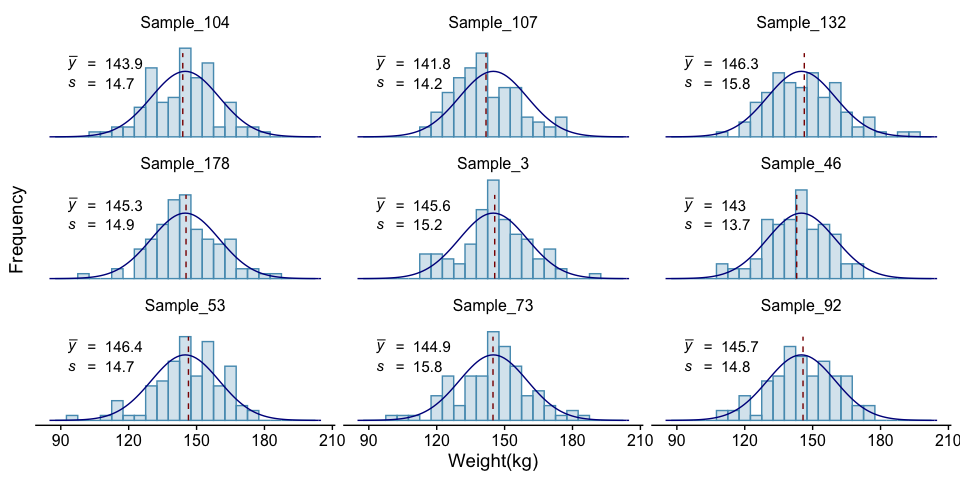 Sample_104
Sample_107
Sample_132
y̅ = 143.9
s = 14.7
y̅ = 141.8
s = 14.2
y̅ = 146.3
s = 15.8
Sample_178
Sample_3
Sample_46
y̅ = 145.3
s = 14.9
y̅ = 145.6
s = 15.2
y̅ = 143
s = 13.7
Sample_53
Sample_73
Sample_92
y̅ = 146.4
s = 14.7
y̅ = 144.9
s = 15.8
y̅ = 145.7
s = 14.8
Frequency
90 120 150 180 210
90 120 150 180 210
90 120 150 180 210
Weight(kg)